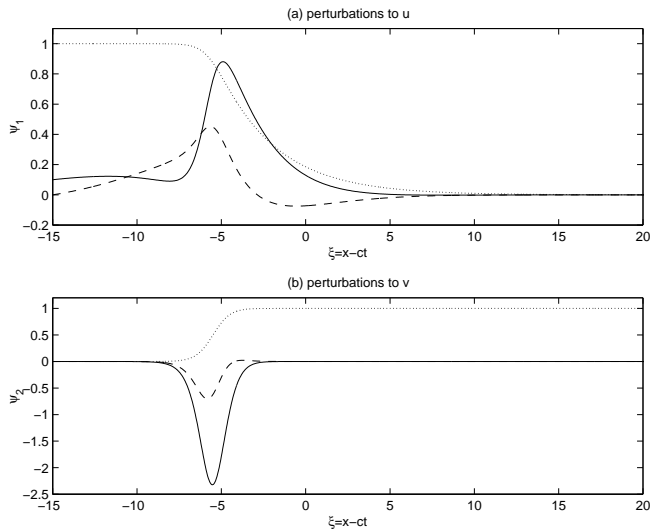 (a) perturbations to u
1
0.8
0.6
0.4
0.2
0
−0.2
ψ1
−15 −10 −5 0 5 10 15 20
ξ=x−ct
(b) perturbations to v
1
0.5
0
−0.5
−1
−1.5
−2
−2.5
ψ2
−15 −10 −5 0 5 10 15 20
ξ=x−ct